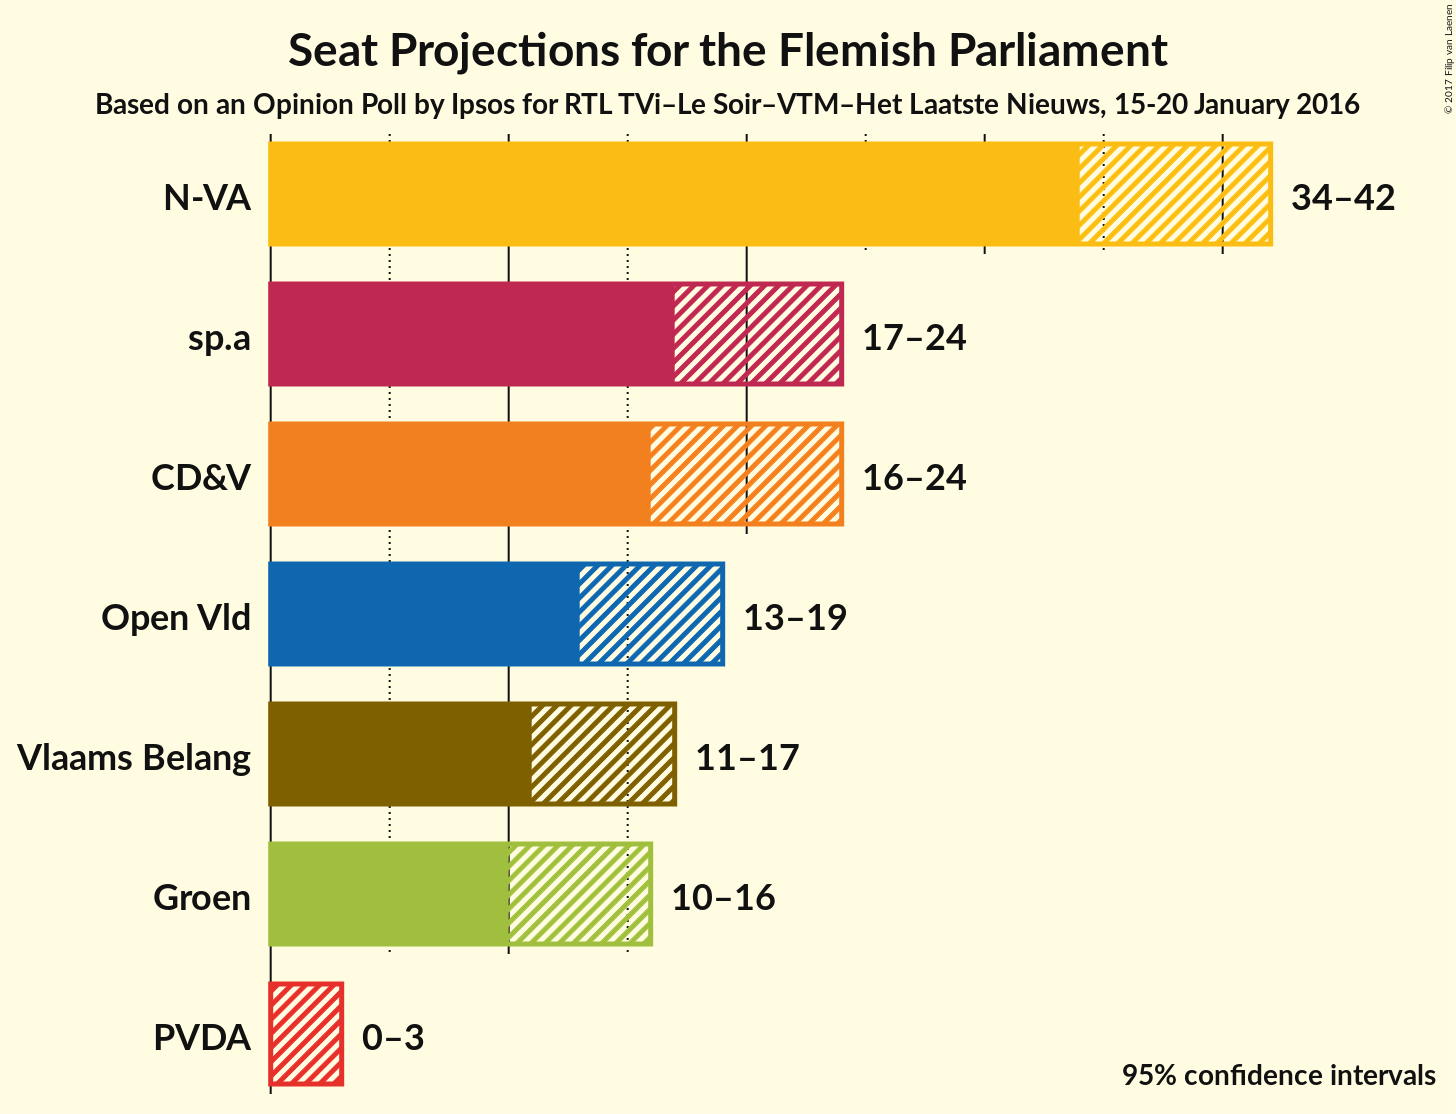 Seat Projections for the Flemish Parliament
Based on an Opinion Poll by Ipsos for RTL TVi–Le Soir–VTM–Het Laatste Nieuws, 15-20 January 2016
© 2017 Filip van Laenen
N-VA 34–42
sp.a 17–24
CD&V 16–24
Open Vld 13–19
Vlaams Belang 11–17
Groen 10–16
PVDA 0–3
95% confidence intervals